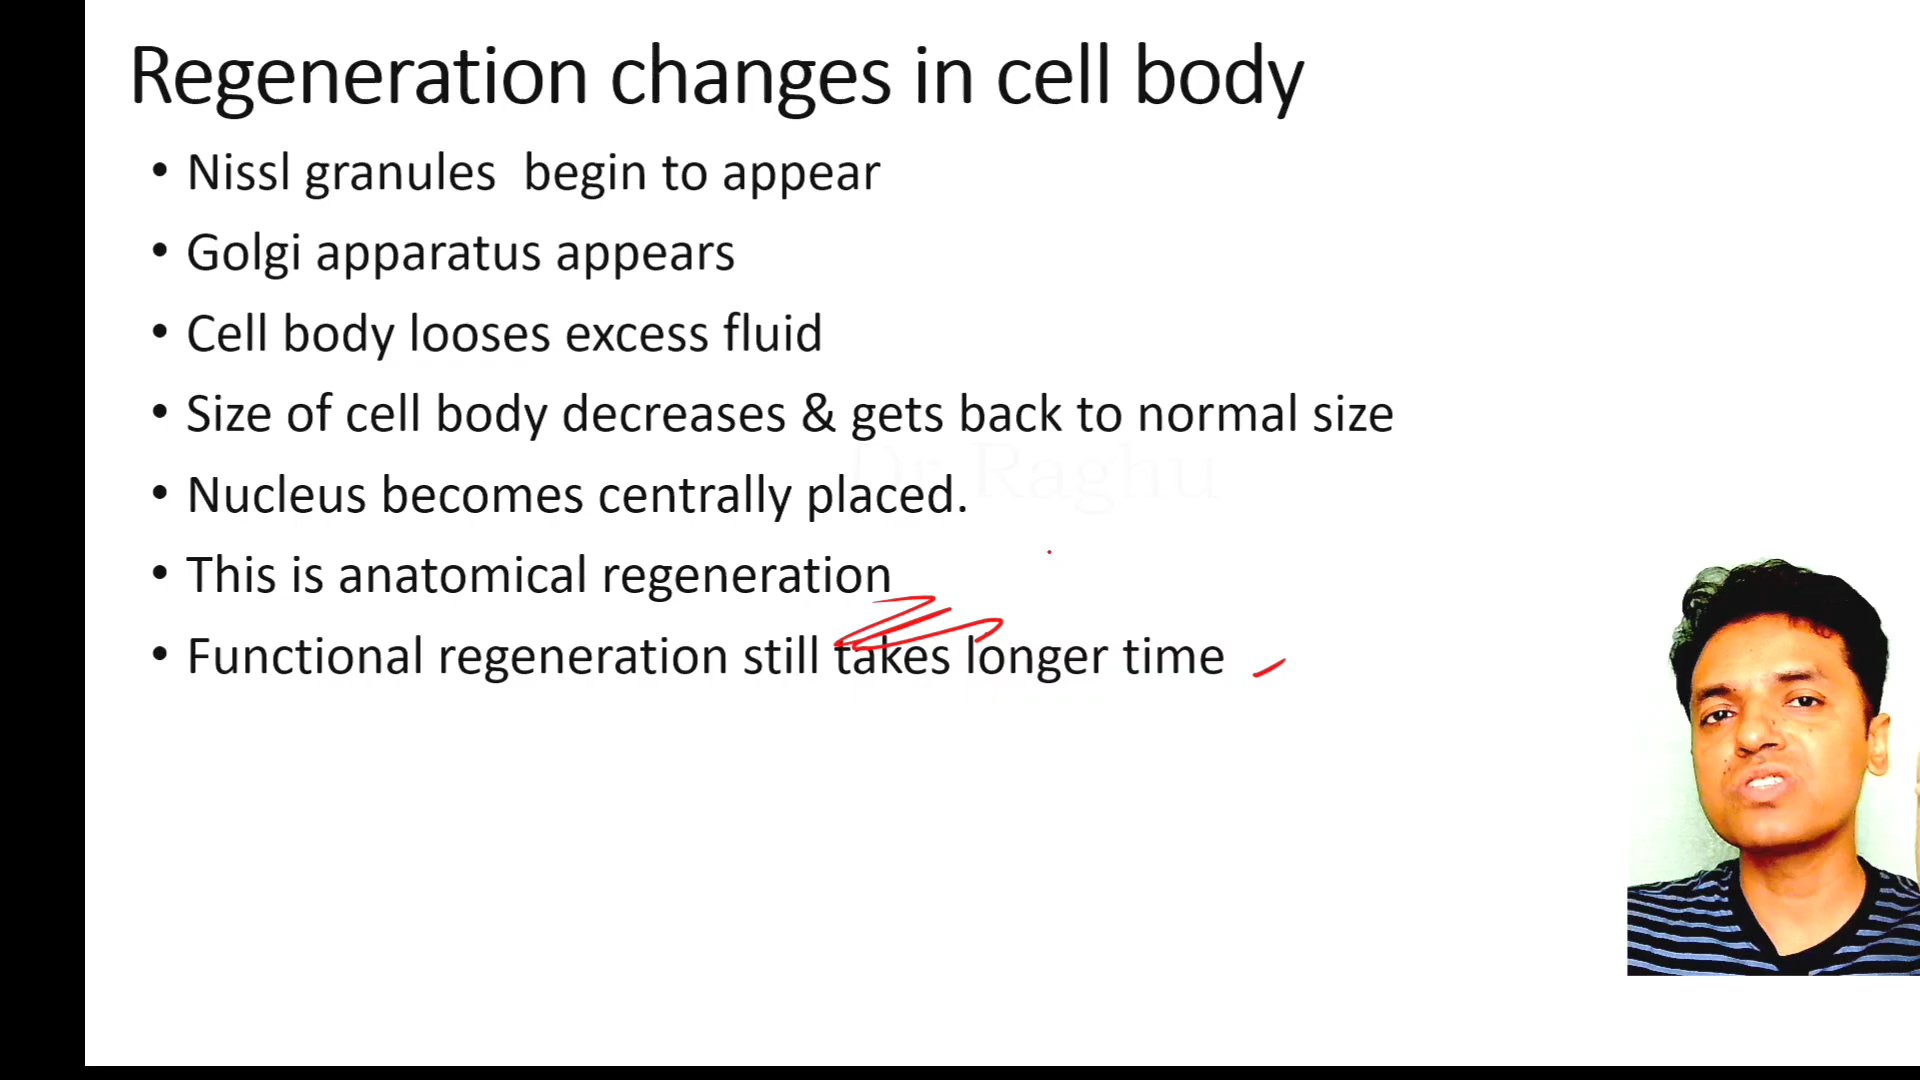 Regeneration changes in cell body
• Nissl granules begin to appear
• Golgi apparatus appears
• Cell body looses excess fluid
• Size of cell body decreases & gets back to normal size
Dr Raghu
• Nucleus becomes centrally placed.
• This is anatomical regeneration
• Functional regeneration still takes longer time